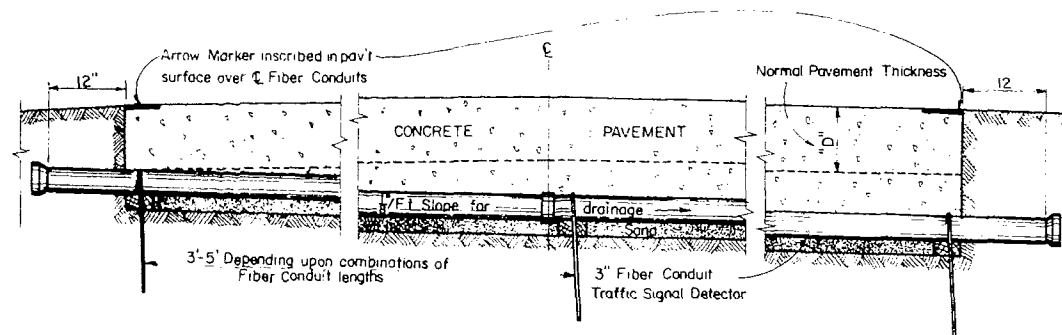 ℄
Arrow Marker inscribed in pav't
surface over ℄ Fiber Conduits
12"
Normal Pavement Thickness
12
CONCRETE PAVEMENT
"D"
"/Ft Slope for drainage
Sand
3'-5' Depending upon combinations of
Fiber Conduit lengths
3" Fiber Conduit
Traffic Signal Detector